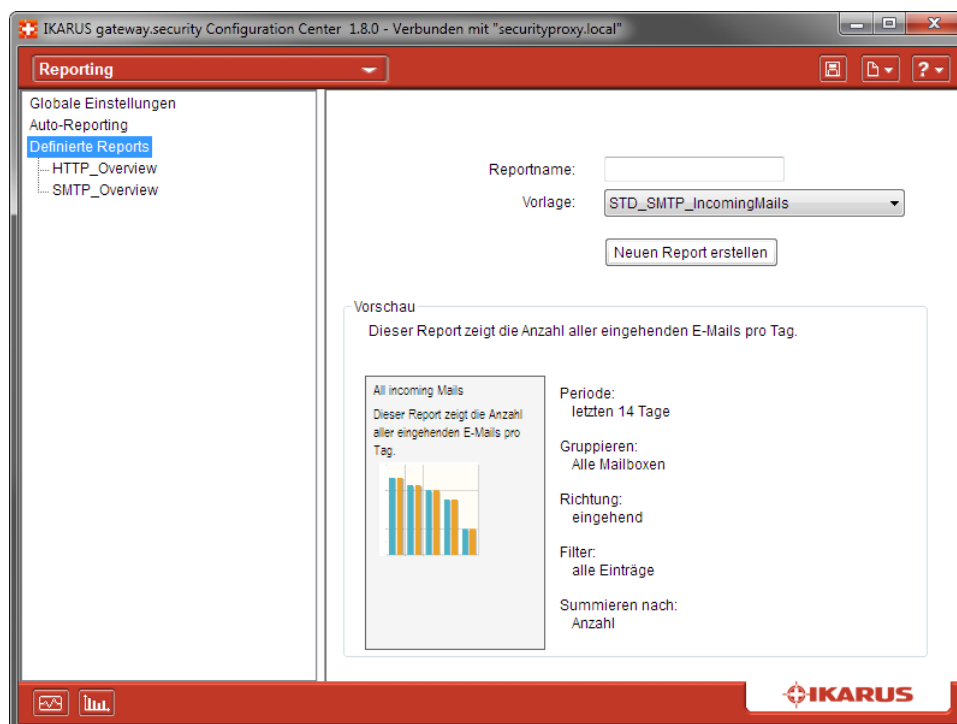 IKARUS gateway.security Configuration Center 1.8.0 - Verbunden mit "securityproxy.local"
Reporting
Globale Einstellungen
Auto-Reporting
Definierte Reports
HTTP_Overview
SMTP_Overview
Reportname:
Vorlage:
STD_SMTP_IncomingMails
Neuen Report erstellen
Vorschau
Dieser Report zeigt die Anzahl aller eingehenden E-Mails pro Tag.
All incoming Mails
Dieser Report zeigt die Anzahl
aller eingehenden E-Mails pro
Tag.
Periode:
letzten 14 Tage
Gruppieren:
Alle Mailboxen
Richtung:
eingehend
Filter:
alle Einträge
Summieren nach:
Anzahl
IKARUS